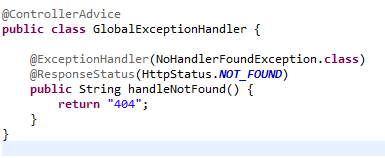 @ControllerAdvice
public class GlobalExceptionHandler {
@ExceptionHandler(NoHandlerFoundException.class)
@ResponseStatus(HttpStatus.NOT_FOUND)
public String handleNotFound() {
return "404";
}
}